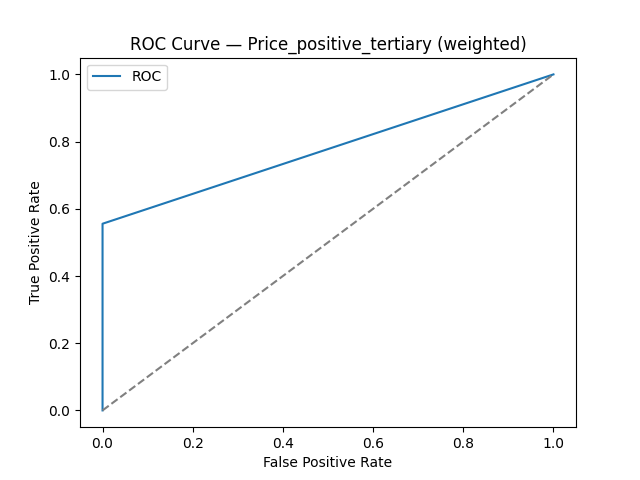 ROC Curve — Price_positive_tertiary (weighted)
ROC
True Positive Rate
1.0
0.8
0.6
0.4
0.2
0.0
0.0 0.2 0.4 0.6 0.8 1.0
False Positive Rate